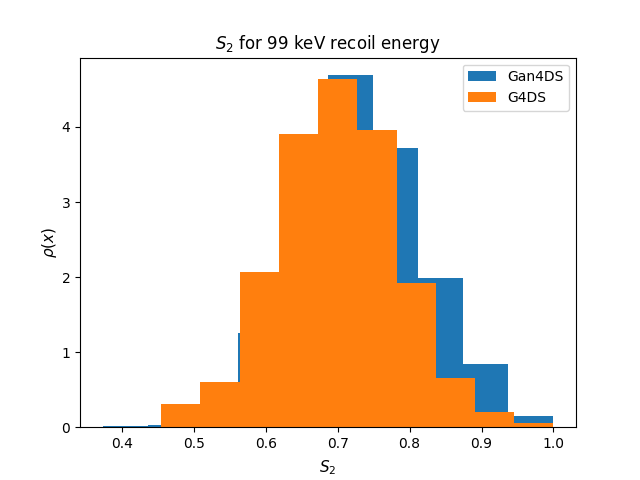 S₂ for 99 keV recoil energy
Gan4DS
G4DS
ρ(x)
4
3
2
1
0
0.4 0.5 0.6 0.7 0.8 0.9 1.0
S₂